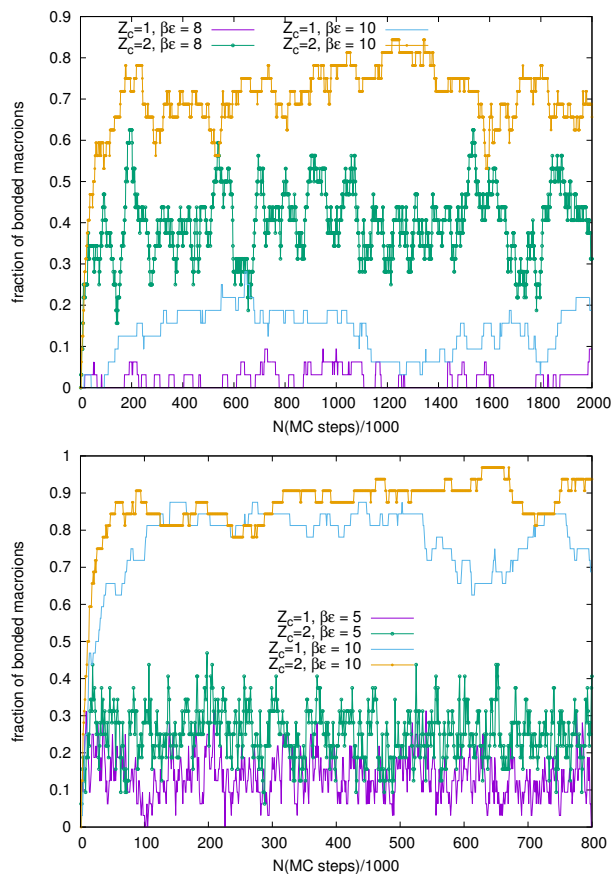 Z_c=1, βε = 8 Z_c=1, βε = 10
Z_c=2, βε = 8 Z_c=2, βε = 10
fraction of bonded macroions
0.9
0.8
0.7
0.6
0.5
0.4
0.3
0.2
0.1
0
0 200 400 600 800 1000 1200 1400 1600 1800 2000
N(MC steps)/1000
fraction of bonded macroions
1
0.9
0.8
0.7
0.6
0.5
0.4
0.3
0.2
0.1
0
Z_c=1, βε = 5
Z_c=2, βε = 5
Z_c=1, βε = 10
Z_c=2, βε = 10
0 100 200 300 400 500 600 700 800
N(MC steps)/1000